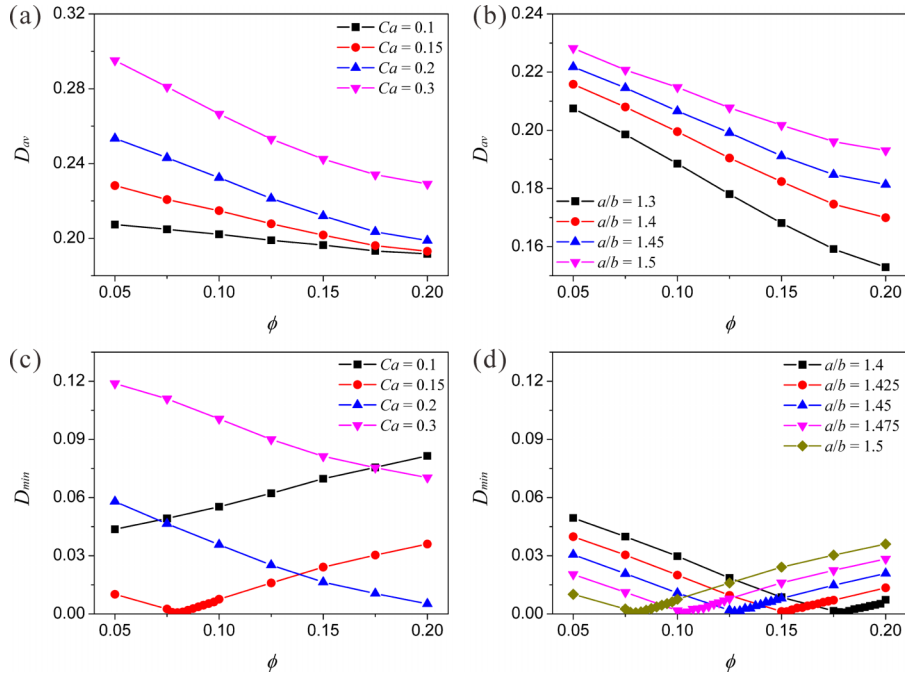 (a)
0.32
0.28
0.24
0.20
D_av
Ca = 0.1
Ca = 0.15
Ca = 0.2
Ca = 0.3
0.05 0.10 0.15 0.20
ϕ
(b)
0.24
0.22
0.20
0.18
0.16
D_av
a/b = 1.3
a/b = 1.4
a/b = 1.45
a/b = 1.5
0.05 0.10 0.15 0.20
ϕ
(c)
0.12
0.09
0.06
0.03
0.00
D_min
Ca = 0.1
Ca = 0.15
Ca = 0.2
Ca = 0.3
0.05 0.10 0.15 0.20
ϕ
(d)
0.12
0.09
0.06
0.03
0.00
D_min
a/b = 1.4
a/b = 1.425
a/b = 1.45
a/b = 1.475
a/b = 1.5
0.05 0.10 0.15 0.20
ϕ